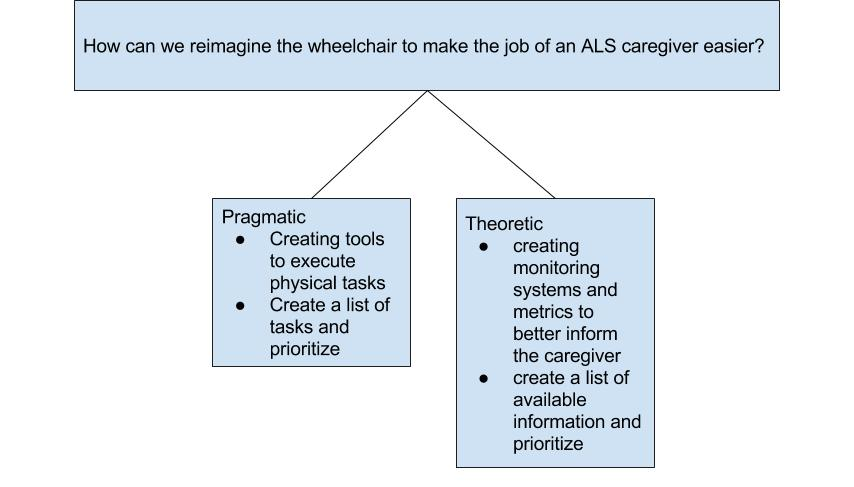 How can we reimagine the wheelchair to make the job of an ALS caregiver easier?
Pragmatic
● Creating tools
to execute
physical tasks
● Create a list of
tasks and
prioritize
Theoretic
● creating
monitoring
systems and
metrics to
better inform
the caregiver
● create a list of
available
information and
prioritize